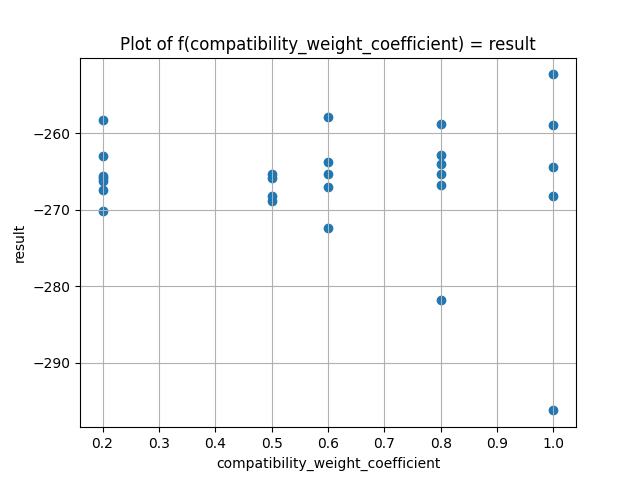 Plot of f(compatibility_weight_coefficient) = result
−260
−270
−280
−290
result
0.2 0.3 0.4 0.5 0.6 0.7 0.8 0.9 1.0
compatibility_weight_coefficient